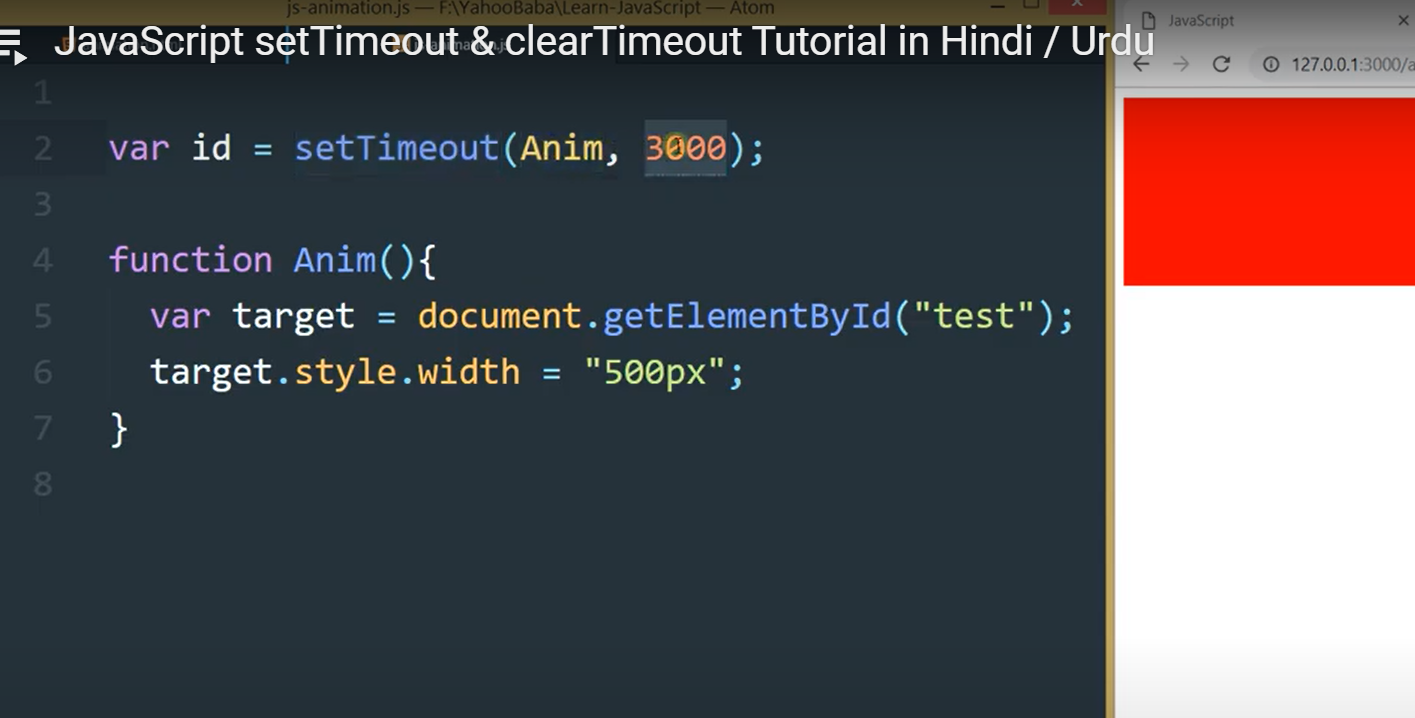 js-animation.js — F:\YahooBaba\Learn-JavaScript — Atom
JavaScript setTimeout & clearTimeout Tutorial in Hindi / Urdu
JavaScript
127.0.0.1:3000/a
1
2 var id = setTimeout(Anim, 3000);
3
4 function Anim(){
5 var target = document.getElementById("test");
6 target.style.width = "500px";
7 }
8